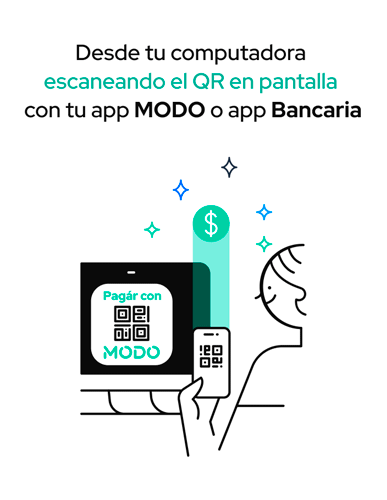 Desde tu computadora
escaneando el QR en pantalla
con tu app MODO o app Bancaria
$
Pagár con
MODO